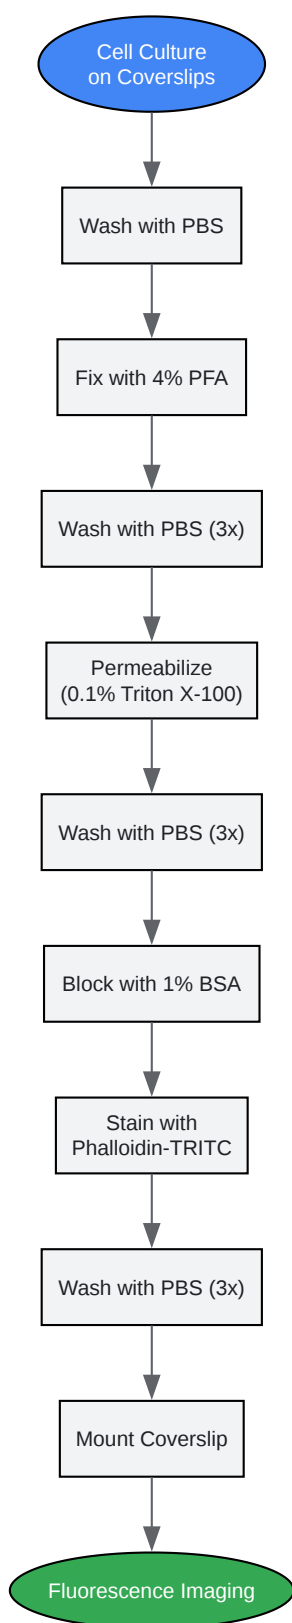 Cell Culture
on Coverslips
Wash with PBS
Fix with 4% PFA
Wash with PBS (3x)
Permeabilize
(0.1% Triton X-100)
Wash with PBS (3x)
Block with 1% BSA
Stain with
Phalloidin-TRITC
Wash with PBS (3x)
Mount Coverslip
Fluorescence Imaging